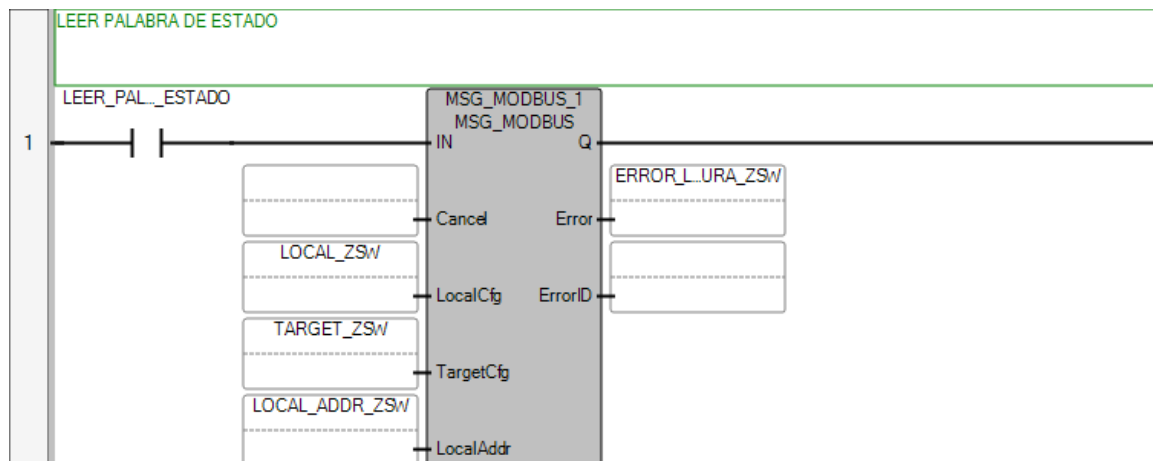 LEER PALABRA DE ESTADO
LEER_PAL..._ESTADO
MSG_MODBUS_1
MSG_MODBUS
1
IN Q
ERROR_L...URA_ZSW
Cancel Error
LOCAL_ZSW
LocalCfg ErrorID
TARGET_ZSW
TargetCfg
LOCAL_ADDR_ZSW
LocalAddr